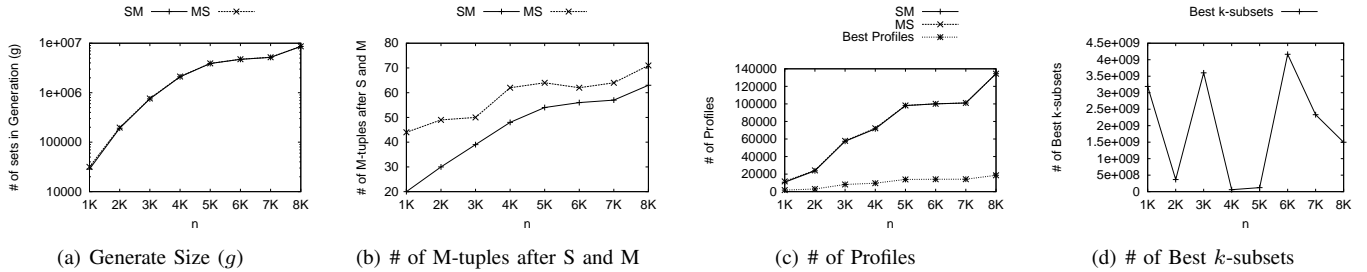 SM MS
# of sets in Generation (g)
1e+007
1e+006
100000
10000
1K 2K 3K 4K 5K 6K 7K 8K
n
(a) Generate Size (g)
SM MS
# of M-tuples after S and M
80
70
60
50
40
30
20
1K 2K 3K 4K 5K 6K 7K 8K
n
(b) # of M-tuples after S and M
SM
MS
Best Profiles
# of Profiles
140000
120000
100000
80000
60000
40000
20000
0
1K 2K 3K 4K 5K 6K 7K 8K
n
(c) # of Profiles
Best k-subsets
# of Best k-subsets
4.5e+009
4e+009
3.5e+009
3e+009
2.5e+009
2e+009
1.5e+009
1e+009
5e+008
0
1K 2K 3K 4K 5K 6K 7K 8K
n
(d) # of Best k-subsets